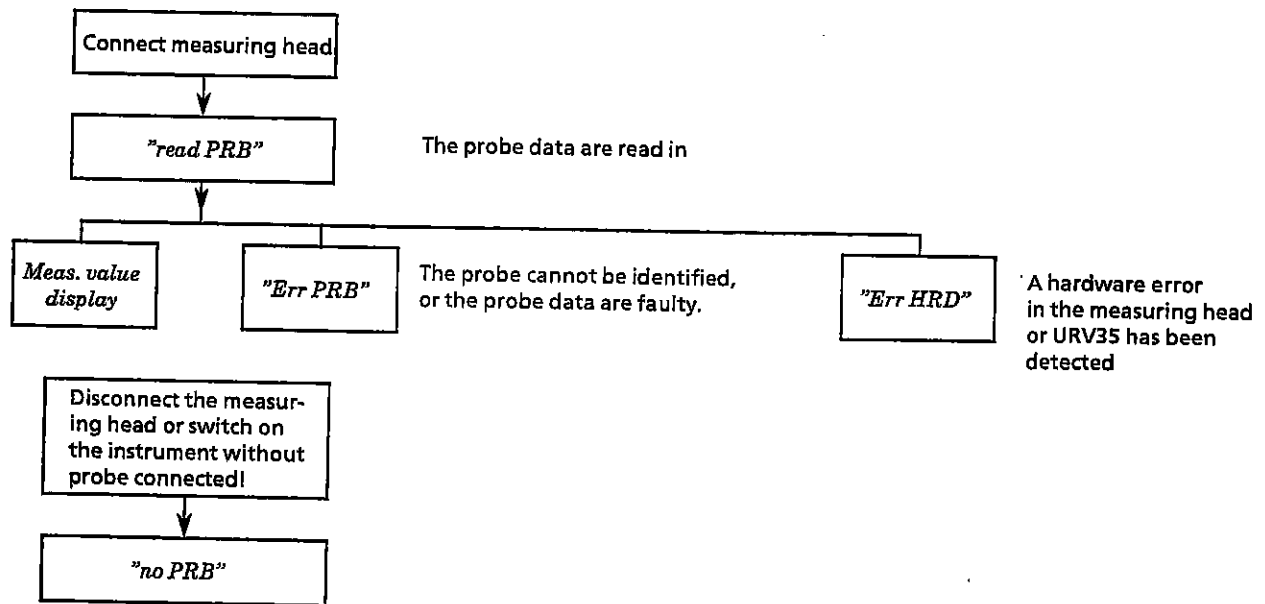 Connect measuring head
"read PRB"
The probe data are read in
Meas. value
display
"Err PRB"
The probe cannot be identified,
or the probe data are faulty.
"Err HRD"
A hardware error
in the measuring head
or URV35 has been
detected
Disconnect the measur-
ing head or switch on
the instrument without
probe connected!
"no PRB"